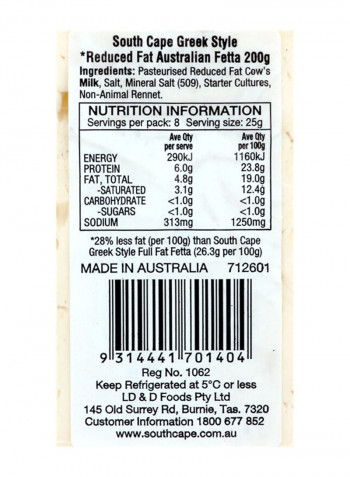 South Cape Greek Style
*Reduced Fat Australian Fetta 200g
Ingredients: Pasteurised Reduced Fat Cow's
Milk, Salt, Mineral Salt (509), Starter Cultures,
Non-Animal Rennet.
NUTRITION INFORMATION
Servings per pack: 8 Serving size: 25g
Ave Qty Ave Qty
per serve per 100g
ENERGY 290kJ 1160kJ
PROTEIN 6.0g 23.8g
FAT, TOTAL 4.8g 19.0g
-SATURATED 3.1g 12.4g
CARBOHYDRATE <1.0g <1.0g
-SUGARS <1.0g <1.0g
SODIUM 313mg 1250mg
*28% less fat (per 100g) than South Cape
Greek Style Full Fat Fetta (26.3g per 100g)
MADE IN AUSTRALIA 712601
9 314441 701404
Reg No. 1062
Keep Refrigerated at 5°C or less
LD & D Foods Pty Ltd
145 Old Surrey Rd, Burnie, Tas. 7320
Customer Information 1800 677 852
www.southcape.com.au